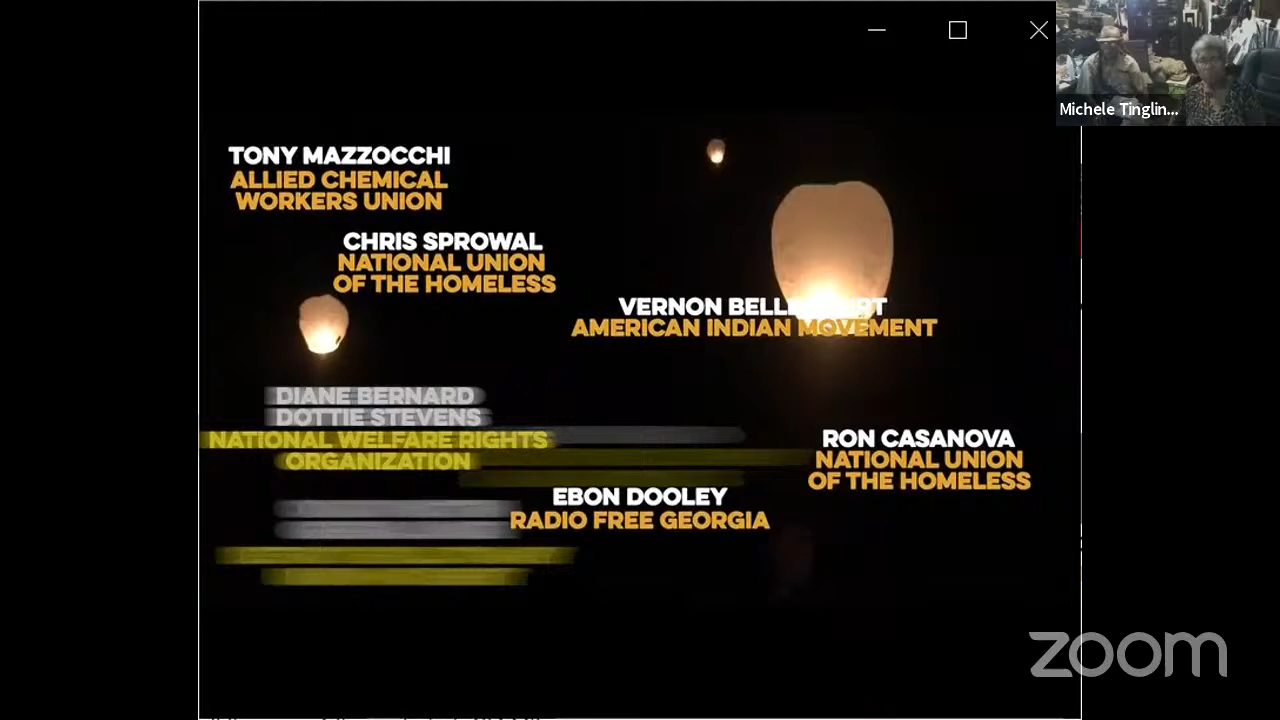 Michele Tinglin...
TONY MAZZOCCHI
ALLIED CHEMICAL
WORKERS UNION
CHRIS SPROWAL
NATIONAL UNION
OF THE HOMELESS
VERNON
AMERICAN INDIAN MOVEMENT
DIANE BERNARD
DOTTIE STEVENS
NATIONAL WELFARE RIGHTS
ORGANIZATION
RON CASANOVA
NATIONAL UNION
OF THE HOMELESS
EBON DOOLEY
RADIO FREE GEORGIA
zoom